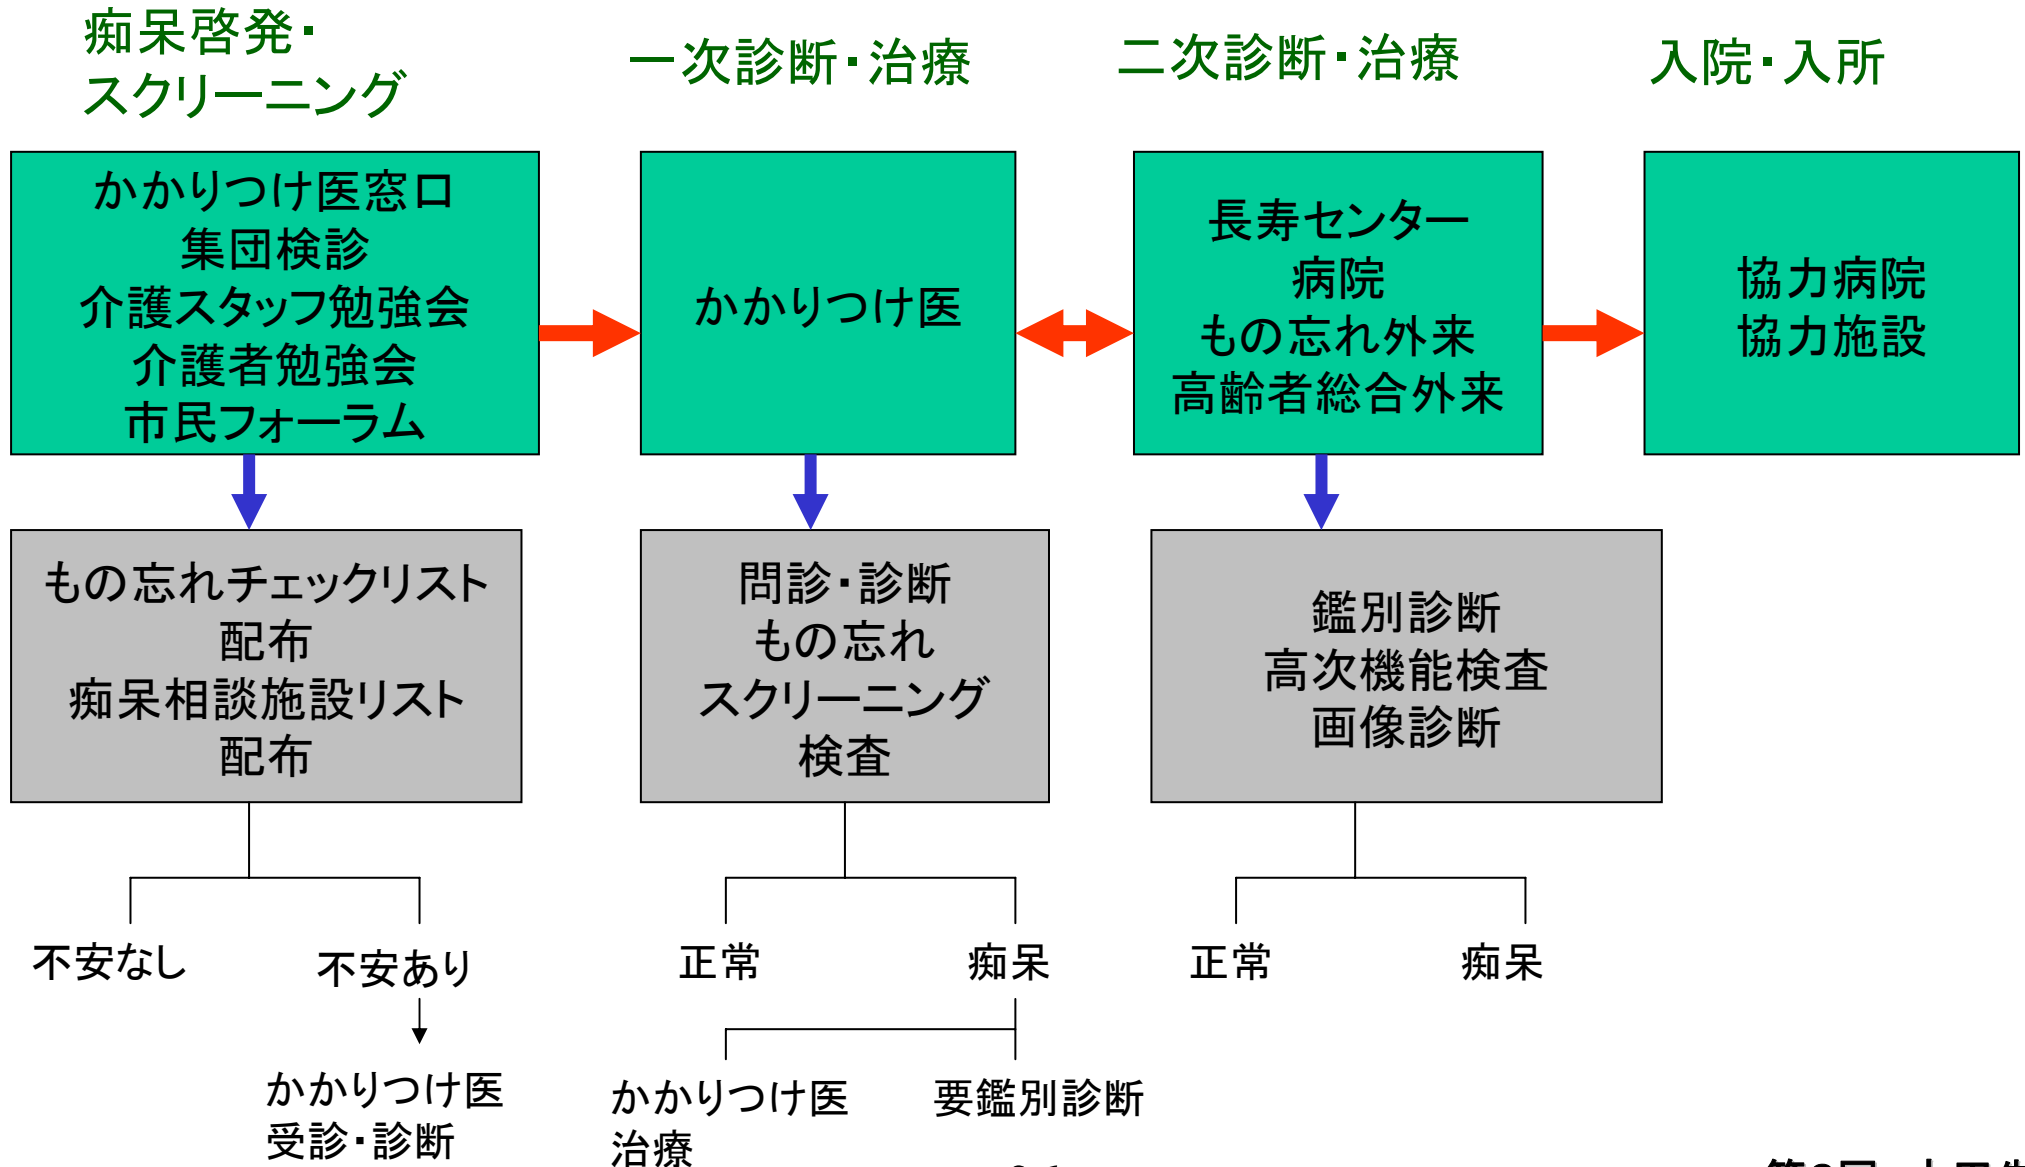 痴呆啓発・
スクリーニング
一次診断・治療
二次診断・治療
入院・入所
かかりつけ医窓口
集団検診
介護スタッフ勉強会
介護者勉強会
市民フォーラム
かかりつけ医
長寿センター
病院
もの忘れ外来
高齢者総合外来
協力病院
協力施設
もの忘れチェックリスト
配布
痴呆相談施設リスト
配布
問診・診断
もの忘れ
スクリーニング
検査
鑑別診断
高次機能検査
画像診断
不安なし
不安あり
正常
痴呆
正常
痴呆
かかりつけ医
受診・診断
かかりつけ医
治療
要鑑別診断